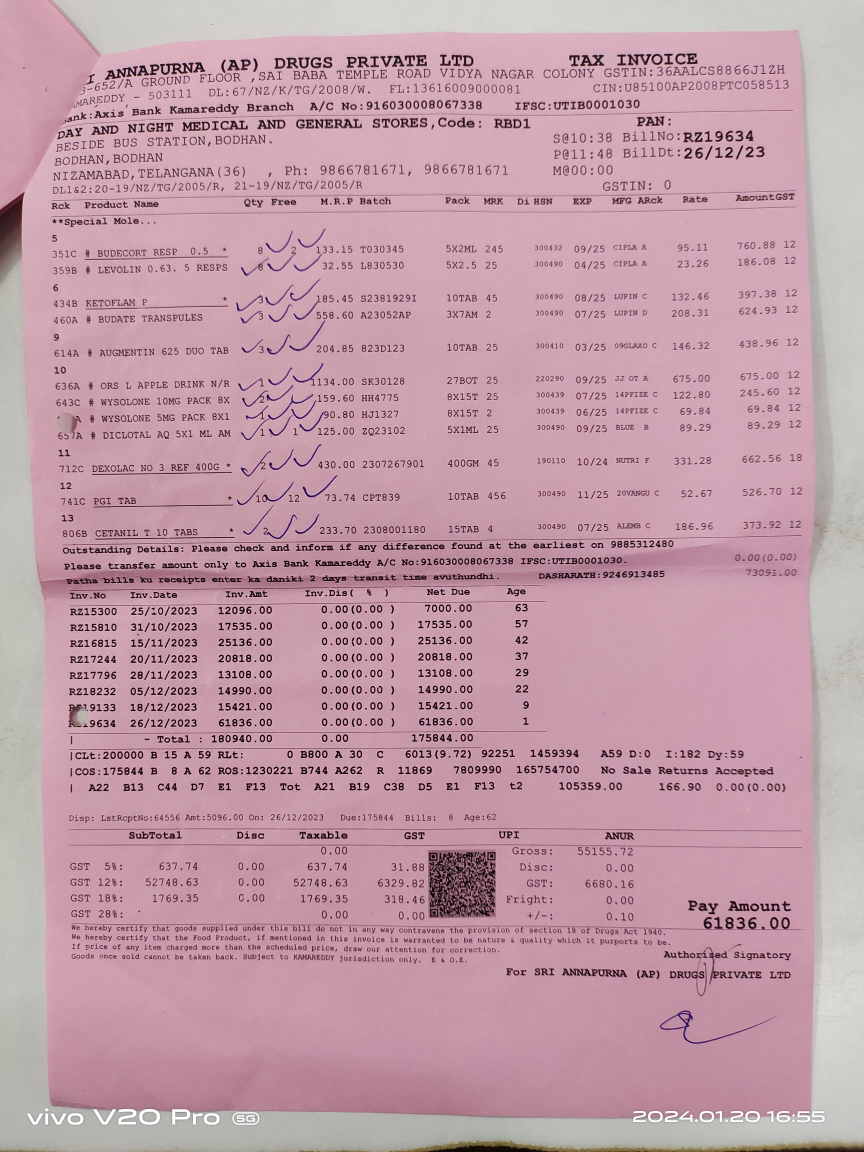 I ANNAPURNA (AP) DRUGS PRIVATE LTD TAX INVOICE
3-652/A GROUND FLOOR ,SAI BABA TEMPLE ROAD VIDYA NAGAR COLONY GSTIN:36AALCS8866J1ZH
AMAREDDY - 503111 DL:67/NZ/K/TG/2008/W. FL:13616009000081 CIN:U85100AP2008PTC058513
Bank:Axis Bank Kamareddy Branch A/C No:916030008067338 IFSC:UTIB0001030
DAY AND NIGHT MEDICAL AND GENERAL STORES,Code: RBD1 PAN:
BESIDE BUS STATION,BODHAN. S@10:38 BillNo:RZ19634
BODHAN,BODHAN P@11:48 BillDt:26/12/23
NIZAMABAD,TELANGANA(36) , Ph: 9866781671, 9866781671 M@00:00
DL1&2:20-19/NZ/TG/2005/R, 21-19/NZ/TG/2005/R GSTIN: 0
Rck Product Name Qty Free M.R.P Batch Pack MRK Di HSN EXP MFG ARck Rate Amount GST
**Special Mole...
5
351C # BUDECORT RESP 0.5 * 8 2 133.15 T030345 5X2ML 245 300432 09/25 CIPLA A 95.11 760.88 12
359B # LEVOLIN 0.63. 5 RESPS 8 32.55 L830530 5X2.5 25 300490 04/25 CIPLA A 23.26 186.08 12
6
434B KETOFLAM P * 3 185.45 S2381929I 10TAB 45 300490 08/25 LUPIN C 132.46 397.38 12
460A # BUDATE TRANSPULES 3 558.60 A23052AP 3X7AM 2 300490 07/25 LUPIN D 208.31 624.93 12
9
614A # AUGMENTIN 625 DUO TAB 3 204.85 823D123 10TAB 25 300410 03/25 09GLAXO C 146.32 438.96 12
10
636A # ORS L APPLE DRINK N/R 1 1134.00 SK30128 27BOT 25 220290 09/25 JJ OT A 675.00 675.00 12
643C # WYSOLONE 10MG PACK 8X 2 159.60 HH4775 8X15T 25 300439 07/25 14PFIZE C 122.80 245.60 12
A # WYSOLONE 5MG PACK 8X1 1 90.80 HJ1327 8X15T 2 300439 06/25 14PFIZE C 69.84 69.84 12
657A # DICLOTAL AQ 5X1 ML AM 1 1 125.00 ZQ23102 5X1ML 25 300490 09/25 BLUE B 89.29 89.29 12
11
712C DEXOLAC NO 3 REF 400G * 2 430.00 2307267901 400GM 45 190110 10/24 NUTRI F 331.28 662.56 18
12
741C PGI TAB * 10 12 73.74 CPT839 10TAB 456 300490 11/25 20VANGU C 52.67 526.70 12
13
806B CETANIL T 10 TABS * 2 233.70 2308001180 15TAB 4 300490 07/25 ALEMB C 186.96 373.92 12
Outstanding Details: Please check and inform if any difference found at the earliest on 9885312480
Please transfer amount only to Axis Bank Kamareddy A/C No:916030008067338 IFSC:UTIB0001030. 0.00(0.00)
Patha bills ku receipts enter ka daniki 2 days transit time avuthundhi. DASHARATH:9246913485 73091.00
Inv.No Inv.Date Inv.Amt Inv.Dis( % ) Net Due Age
RZ15300 25/10/2023 12096.00 0.00(0.00 ) 7000.00 63
RZ15810 31/10/2023 17535.00 0.00(0.00 ) 17535.00 57
RZ16815 15/11/2023 25136.00 0.00(0.00 ) 25136.00 42
RZ17244 20/11/2023 20818.00 0.00(0.00 ) 20818.00 37
RZ17796 28/11/2023 13108.00 0.00(0.00 ) 13108.00 29
RZ18232 05/12/2023 14990.00 0.00(0.00 ) 14990.00 22
RZ19133 18/12/2023 15421.00 0.00(0.00 ) 15421.00 9
19634 26/12/2023 61836.00 0.00(0.00 ) 61836.00 1
| - Total : 180940.00 0.00 175844.00
|CLt:200000 B 15 A 59 RLt: 0 B800 A 30 C 6013(9.72) 92251 1459394 A59 D:0 I:182 Dy:59
|COS:175844 B 8 A 62 ROS:1230221 B744 A262 R 11869 7809990 165754700 No Sale Returns Accepted
| A22 B13 C44 D7 E1 F13 Tot A21 B19 C38 D5 E1 F13 t2 105359.00 166.90 0.00(0.00)
Disp: LstRcptNo:64556 Amt:5096.00 On: 26/12/2023 Due:175844 Bills: 8 Age:62
SubTotal Disc Taxable GST UPI ANUR
0.00 Gross: 55155.72
GST 5%: 637.74 0.00 637.74 31.88 Disc: 0.00
GST 12%: 52748.63 0.00 52748.63 6329.82 GST: 6680.16
GST 18%: 1769.35 0.00 1769.35 318.46 Fright: 0.00
GST 28%: 0.00 0.00 +/-: 0.10
Pay Amount
61836.00
We hereby certify that goods supplied under this bill do not in any way contravene the provision of section 18 of Drugs Act 1940.
We hereby certify that the Food Product, if mentioned in this invoice is warranted to be nature & quality which it purports to be.
If price of any item charged more than the scheduled price, draw our attention for correction.
Goods once sold cannot be taken back. Subject to KAMAREDDY jurisdiction only. E & O.E.
Authorized Signatory
For SRI ANNAPURNA (AP) DRUGS PRIVATE LTD
vivo V20 Pro 5G 2024.01.20 16:55